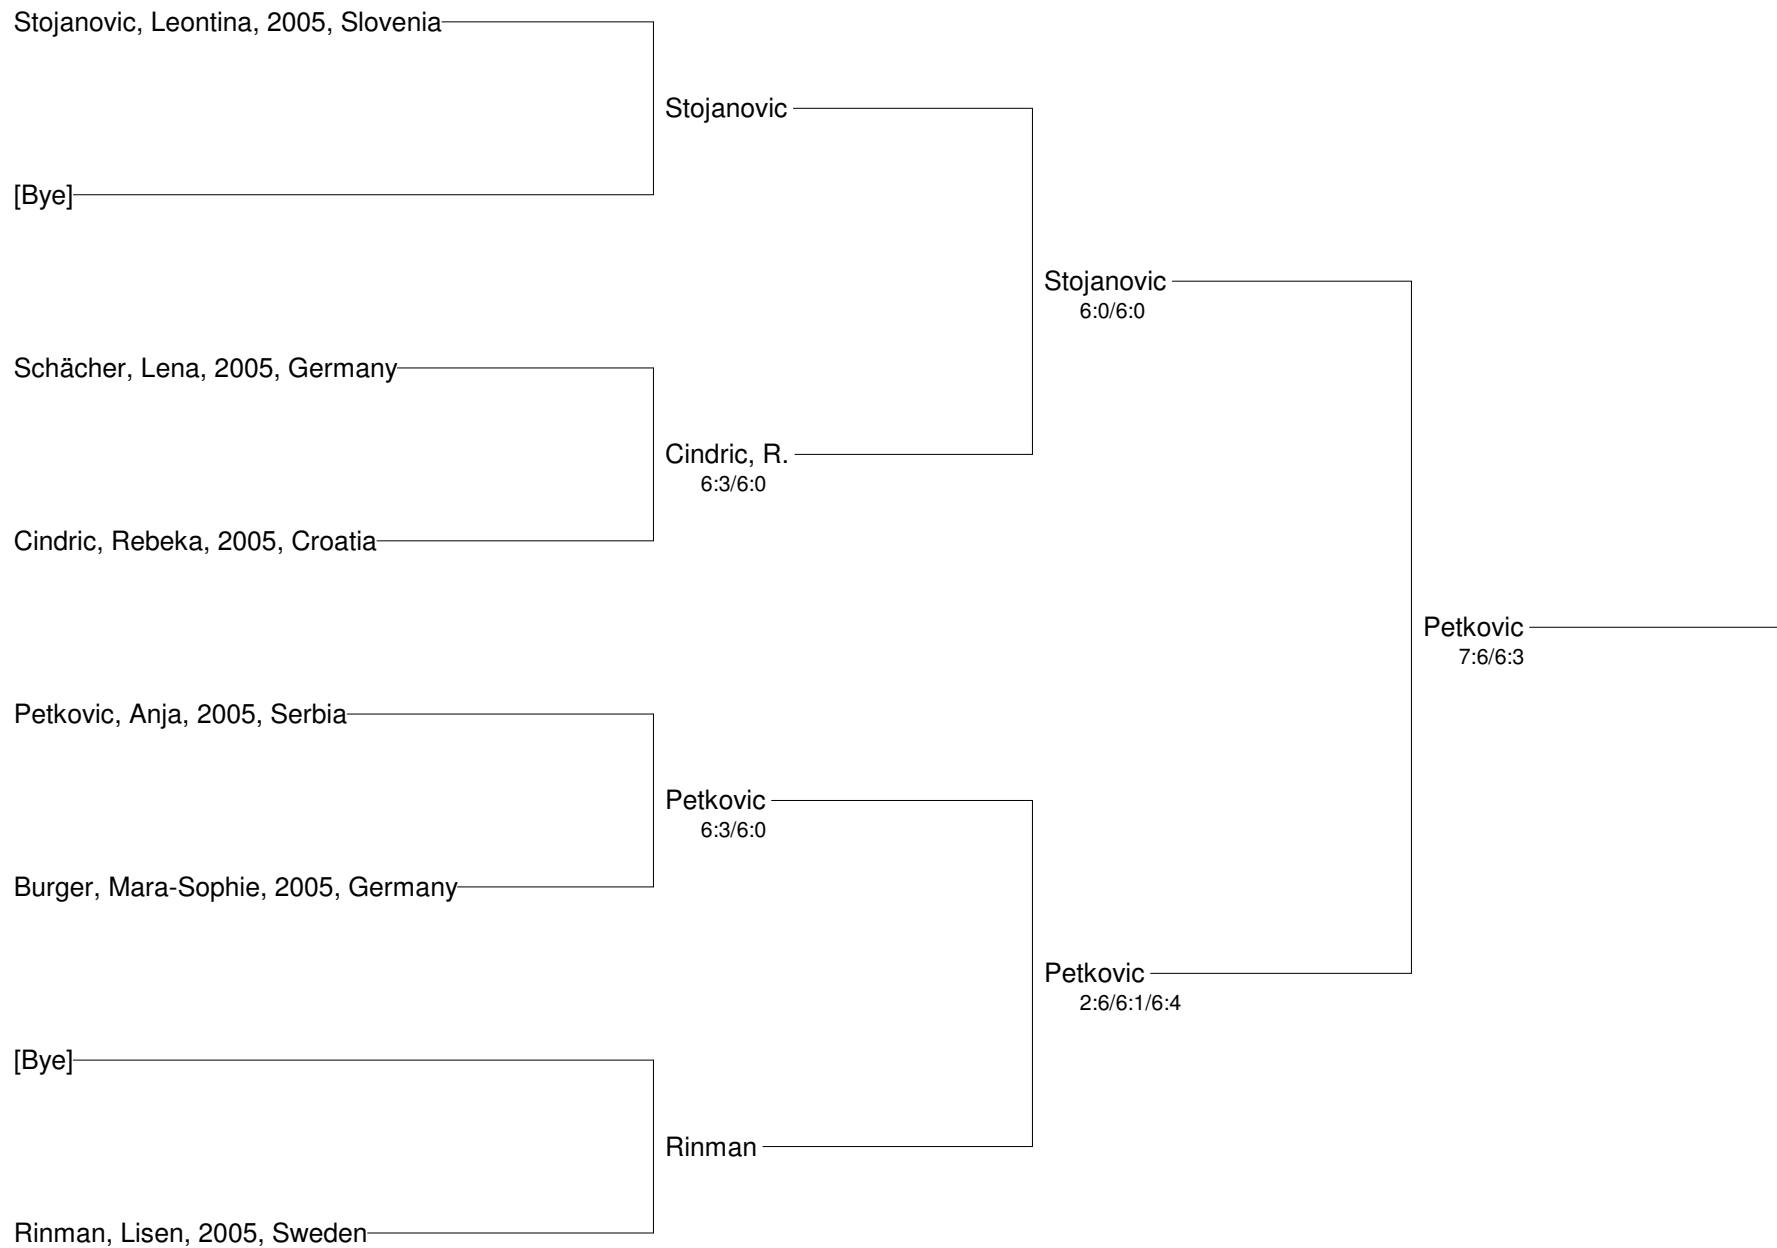 Stojanovic, Leontina, 2005, Slovenia
Stojanovic
[Bye]
Stojanovic
6:0/6:0
Schächer, Lena, 2005, Germany
Cindric, R.
6:3/6:0
Cindric, Rebeka, 2005, Croatia
Petkovic
7:6/6:3
Petkovic, Anja, 2005, Serbia
Petkovic
6:3/6:0
Burger, Mara-Sophie, 2005, Germany
Petkovic
2:6/6:1/6:4
[Bye]
Rinman
Rinman, Lisen, 2005, Sweden